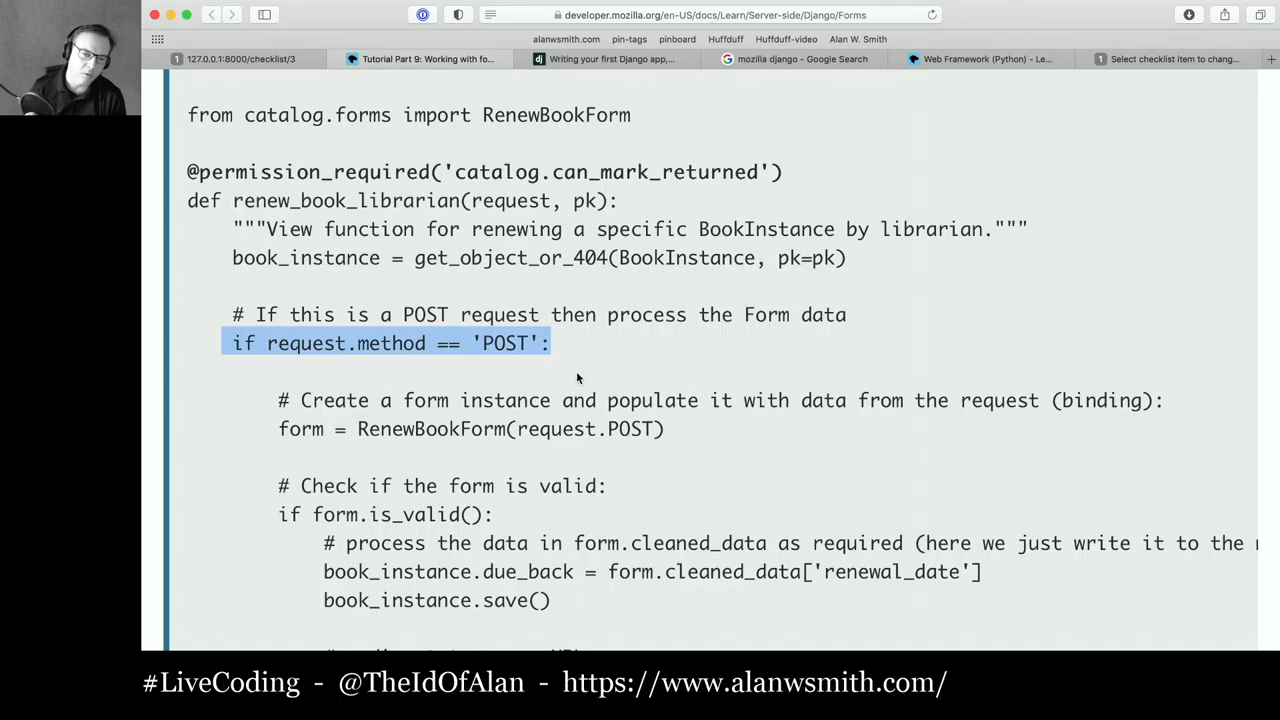 developer.mozilla.org/en-US/docs/Learn/Server-side/Django/Forms
alanwsmith.com pin-tags pinboard Huffduff Huffduff-video Alan W. Smith
1 127.0.0.1:8000/checklist/3 Tutorial Part 9: Working with fo... dj Writing your first Django app,... G mozilla django - Google Search Web Framework (Python) - Le... 1 Select checklist item to chang...
from catalog.forms import RenewBookForm
@permission_required('catalog.can_mark_returned')
def renew_book_librarian(request, pk):
"""View function for renewing a specific BookInstance by librarian."""
book_instance = get_object_or_404(BookInstance, pk=pk)
# If this is a POST request then process the Form data
if request.method == 'POST':
# Create a form instance and populate it with data from the request (binding):
form = RenewBookForm(request.POST)
# Check if the form is valid:
if form.is_valid():
# process the data in form.cleaned_data as required (here we just write it to the
book_instance.due_back = form.cleaned_data['renewal_date']
book_instance.save()
#LiveCoding - @TheIdOfAlan - https://www.alanwsmith.com/